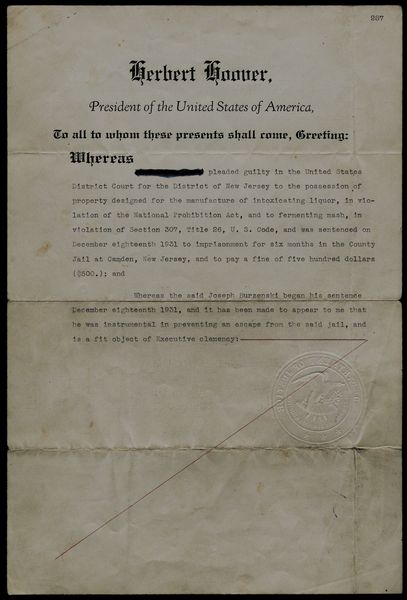 287
Herbert Hoover,
President of the United States of America,
To all to whom these presents shall come, Greeting:
Whereas
pleaded guilty in the United States
District Court for the District of New Jersey to the possession of
property designed for the manufacture of intoxicating liquor, in vio-
lation of the National Prohibition Act, and to fermenting mash, in
violation of Section 307, Title 26, U. S. Code, and was sentenced on
December eighteenth 1931 to imprisonment for six months in the County
Jail at Camden, New Jersey, and to pay a fine of five hundred dollars
($500.); and
Whereas the said Joseph Burzenski began his sentence
December eighteenth 1931, and it has been made to appear to me that
he was instrumental in preventing an escape from the said jail, and
is a fit object of Executive clemency: